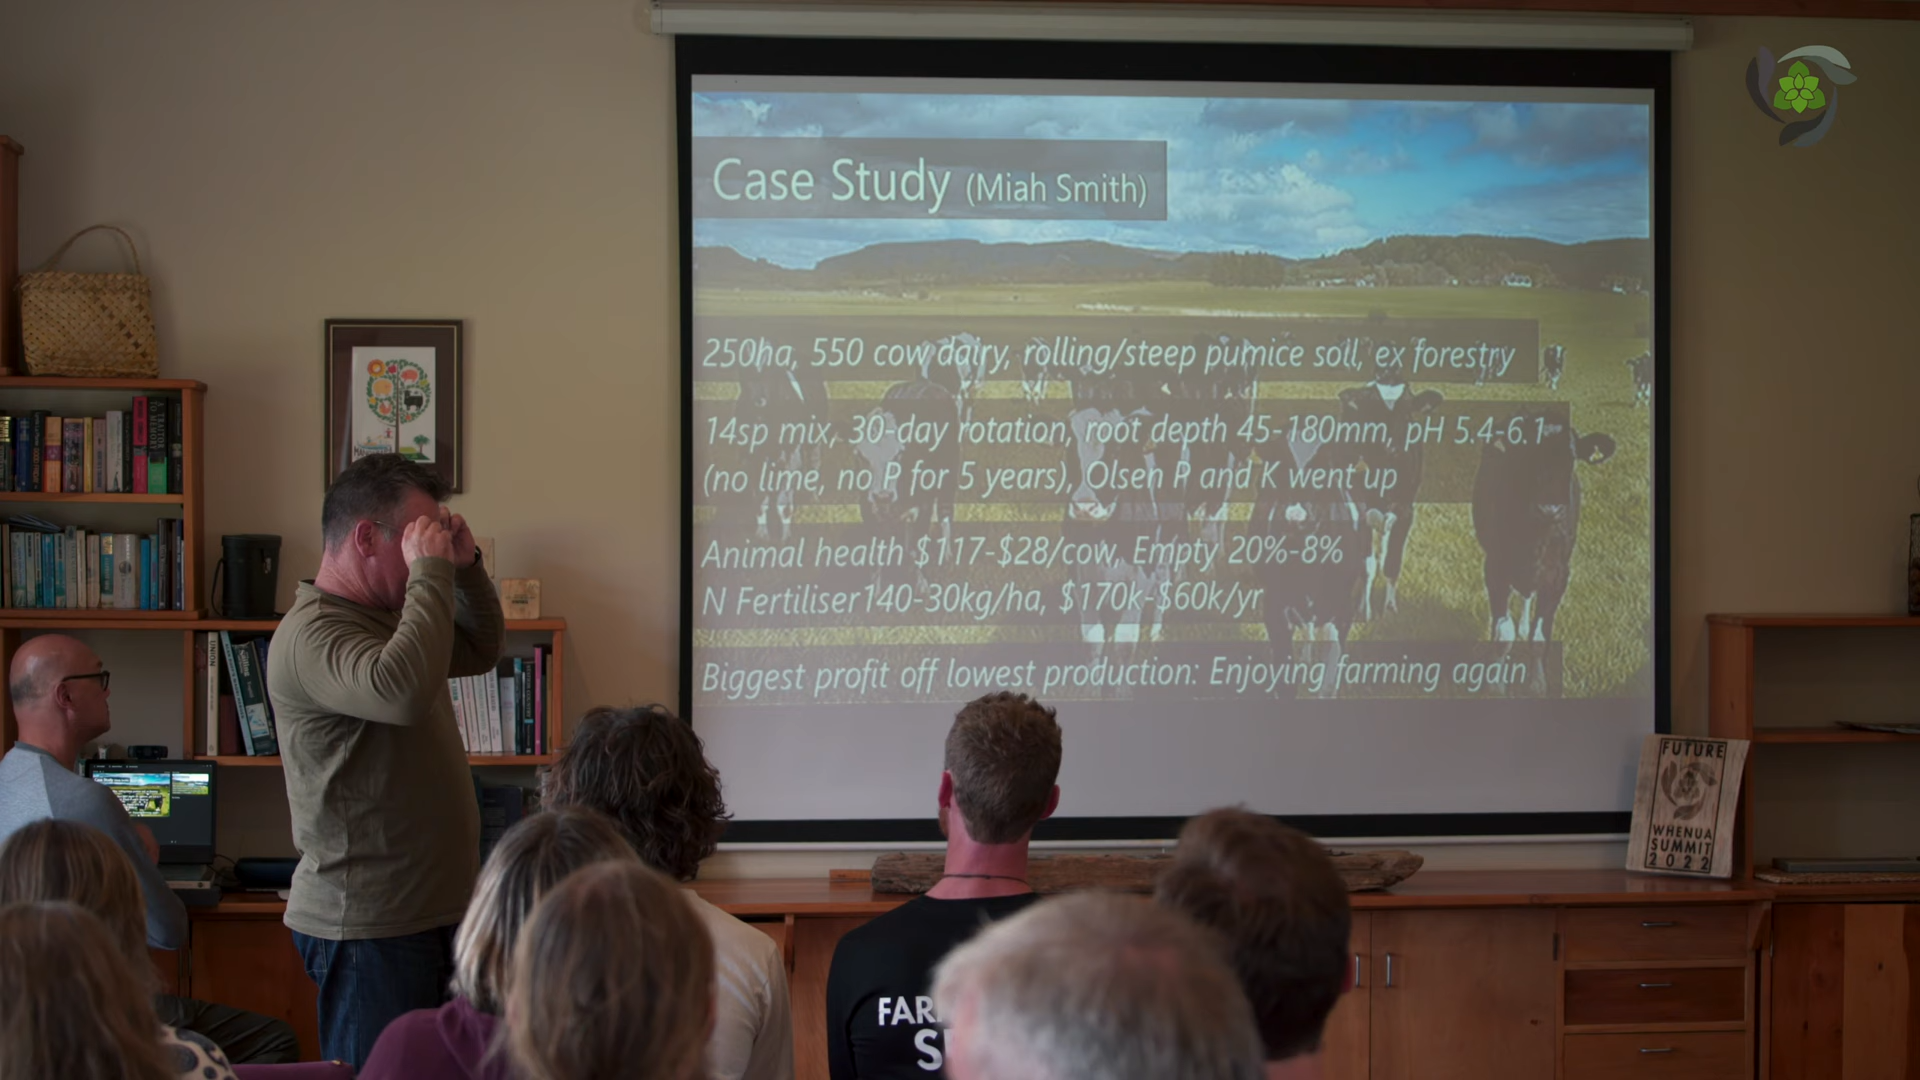 Case Study (Miah Smith)
250ha, 550 cow dairy, rolling/steep pumice soil, ex forestry
14sp mix, 30-day rotation, root depth 45-180mm, pH 5.4-6.1
(no lime, no P for 5 years), Olsen P and K went up
Animal health $117-$28/cow, Empty 20%-8%
N Fertiliser140-30kg/ha, $170k-$60k/yr
Biggest profit off lowest production: Enjoying farming again
FUTURE
WHENUA
SUMMIT
2022